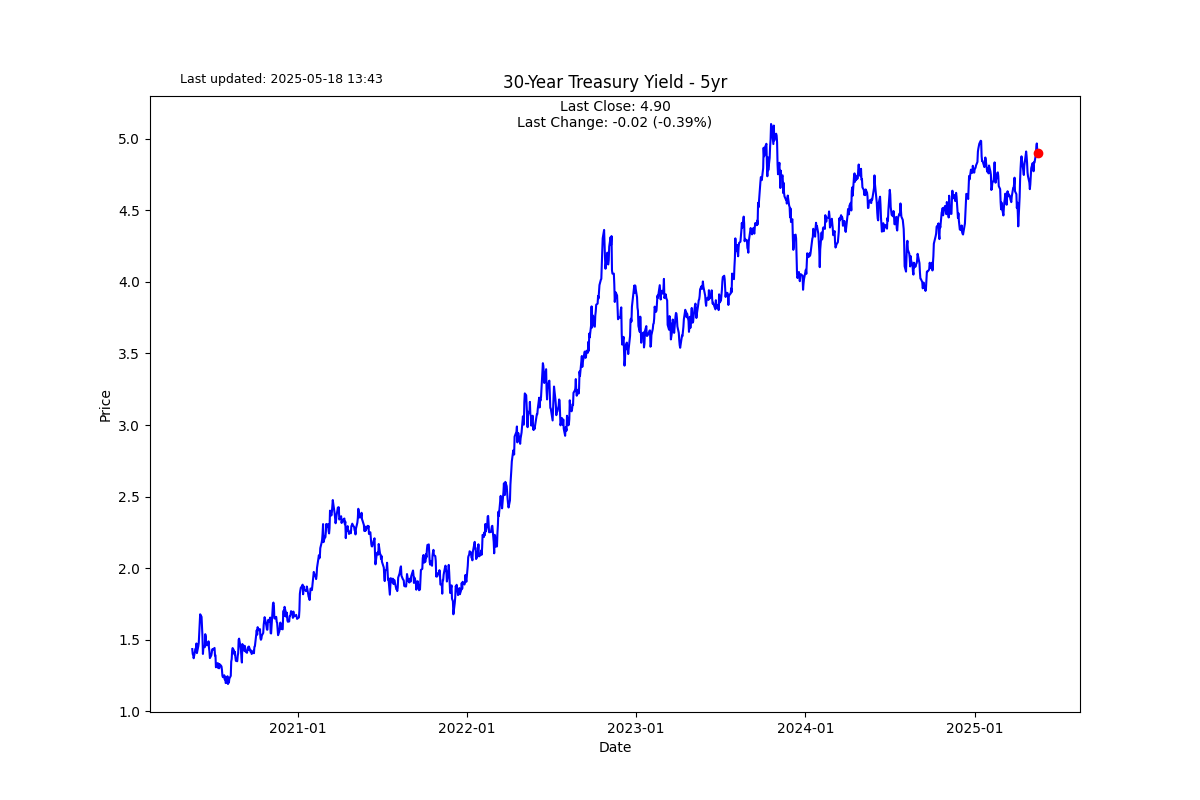 Last updated: 2025-05-18 13:43
30-Year Treasury Yield - 5yr
Last Close: 4.90
Last Change: -0.02 (-0.39%)
5.0
4.5
4.0
3.5
3.0
2.5
2.0
1.5
1.0
Price
2021-01
2022-01
2023-01
2024-01
2025-01
Date